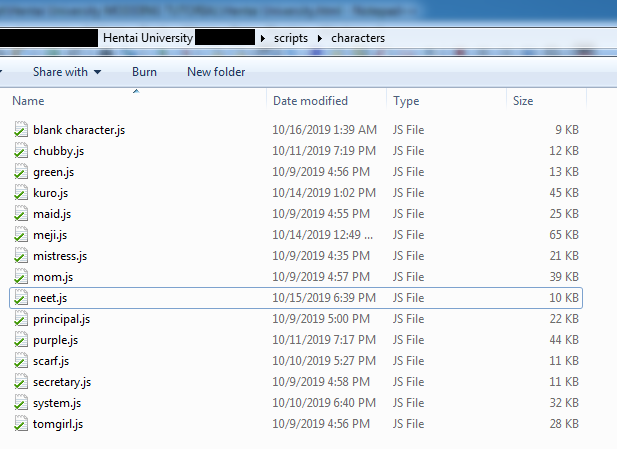 Hentai University scripts characters
Share with Burn New folder
Name Date modified Type Size
blank character.js 10/16/2019 1:39 AM JS File 9 KB
chubby.js 10/11/2019 7:19 PM JS File 12 KB
green.js 10/9/2019 4:56 PM JS File 13 KB
kuro.js 10/14/2019 1:02 PM JS File 45 KB
maid.js 10/9/2019 4:55 PM JS File 25 KB
meji.js 10/14/2019 12:49 ... JS File 65 KB
mistress.js 10/9/2019 4:35 PM JS File 21 KB
mom.js 10/9/2019 4:57 PM JS File 39 KB
neet.js 10/15/2019 6:39 PM JS File 10 KB
principal.js 10/9/2019 5:00 PM JS File 22 KB
purple.js 10/11/2019 7:17 PM JS File 44 KB
scarf.js 10/10/2019 5:27 PM JS File 11 KB
secretary.js 10/9/2019 4:58 PM JS File 11 KB
system.js 10/10/2019 6:40 PM JS File 32 KB
tomgirl.js 10/9/2019 4:56 PM JS File 28 KB